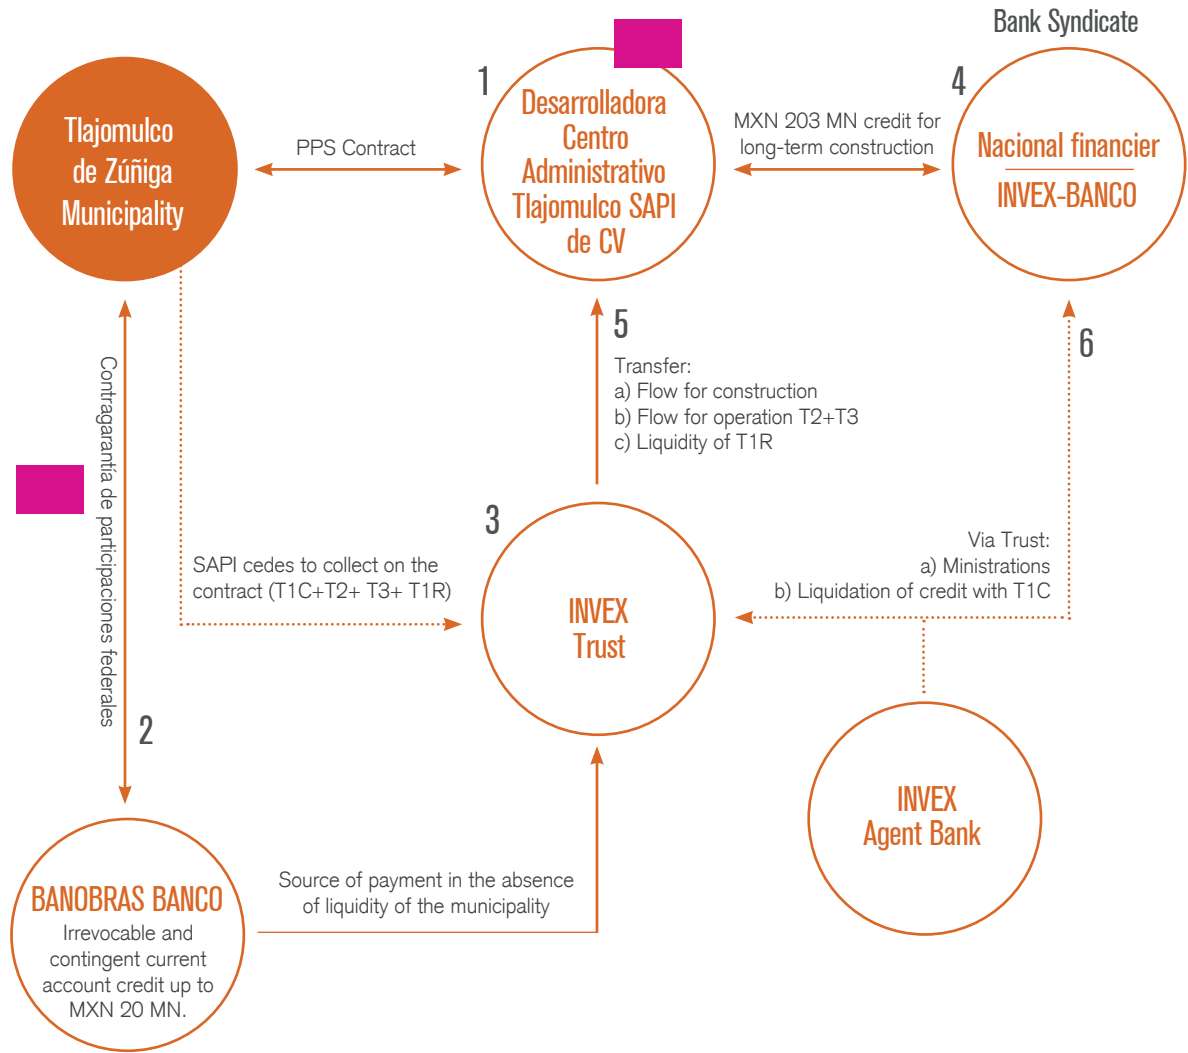 Bank Syndicate
Tlajomulco
de Zúñiga
Municipality
PPS Contract
1
Desarrolladora
Centro
Administrativo
Tlajomulco SAPI
de CV
MXN 203 MN credit for
long-term construction
4
Nacional financier
INVEX-BANCO
5
Transfer:
a) Flow for construction
b) Flow for operation T2+T3
c) Liquidity of T1R
6
Contragarantía de participaciones federales
2
SAPI cedes to collect on the
contract (T1C+T2+ T3+ T1R)
3
INVEX
Trust
Via Trust:
a) Ministrations
b) Liquidation of credit with T1C
INVEX
Agent Bank
BANOBRAS BANCO
Irrevocable and
contingent current
account credit up to
MXN 20 MN.
Source of payment in the absence
of liquidity of the municipality